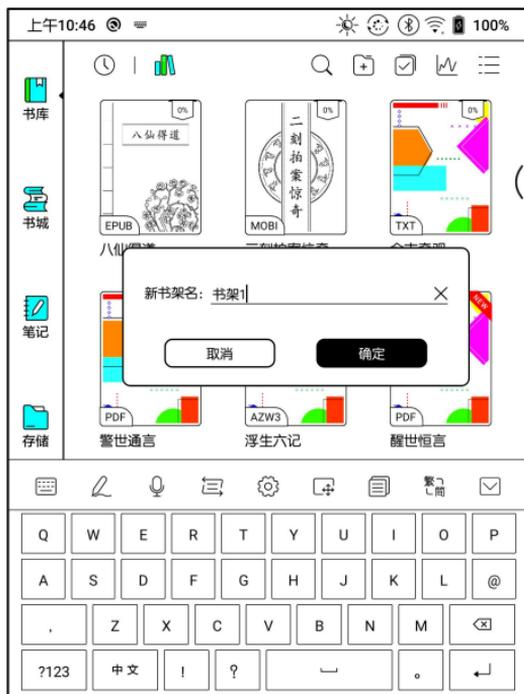 上午10:46
100%
书库
书城
笔记
存储
0%
八仙得道
EPUB
0%
二刻拍案惊奇
MOBI
0%
TXT
新书架名：书架1
取消
确定
NEW
PDF
警世通言
AZW3
浮生六记
PDF
醒世恒言
繁简
Q W E R T Y U I O P
A S D F G H J K L @
, Z X C V B N M
?123 中文 ! ? 。